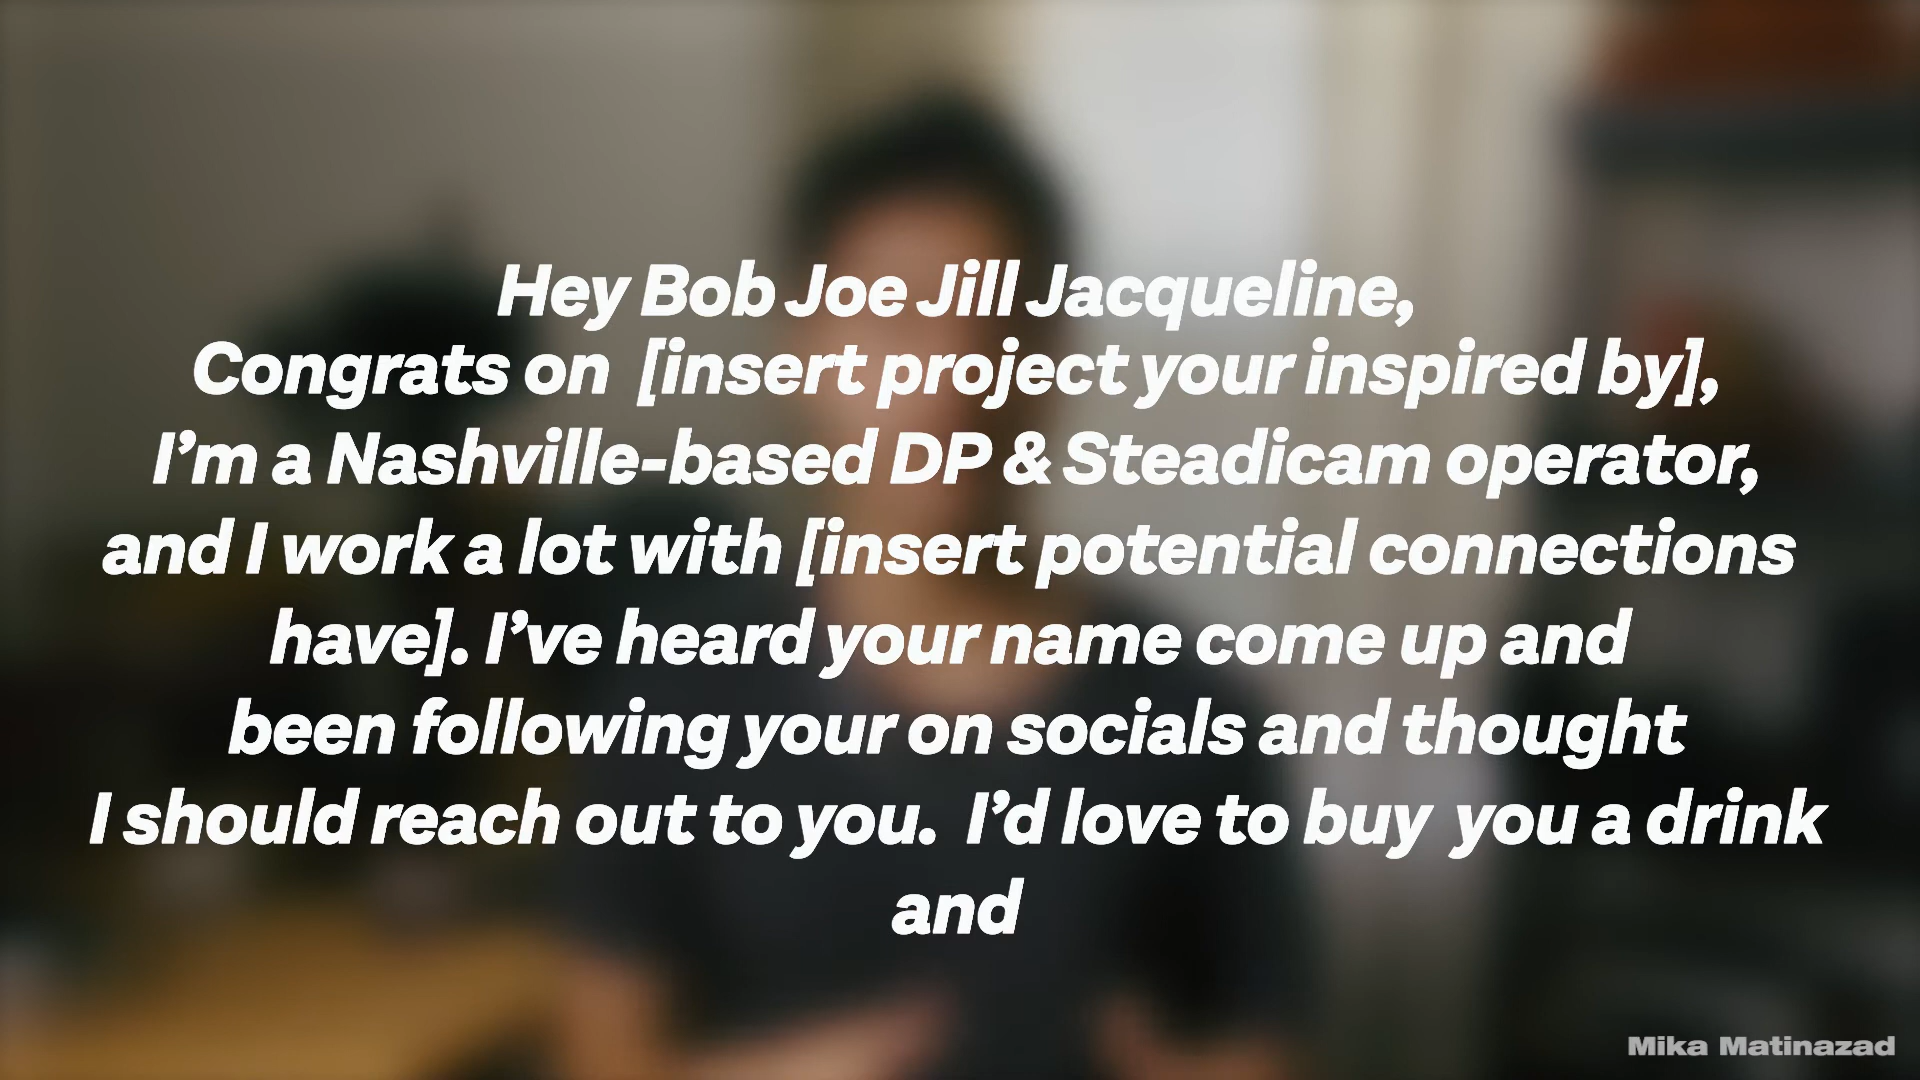 Hey Bob Joe Jill Jacqueline,
Congrats on [insert project your inspired by],
I’m a Nashville-based DP & Steadicam operator,
and I work a lot with [insert potential connections
have]. I’ve heard your name come up and
been following your on socials and thought
I should reach out to you. I’d love to buy you a drink
and
Mika Matinazad